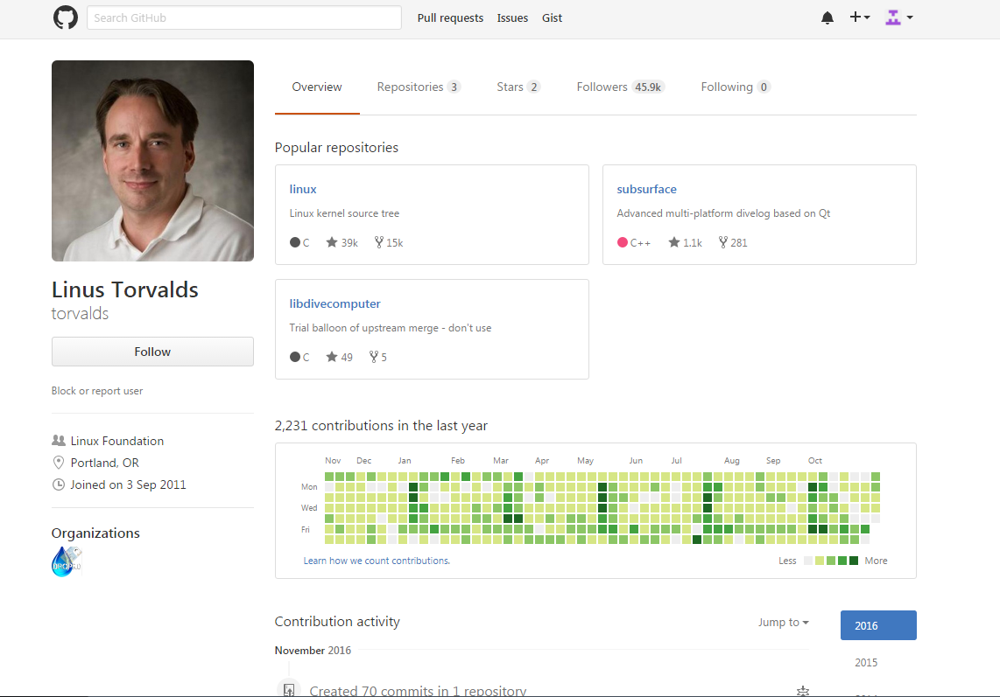 Search GitHub Pull requests Issues Gist
Overview Repositories 3 Stars 2 Followers 45.9k Following 0
Popular repositories
linux
Linux kernel source tree
C 39k 15k
subsurface
Advanced multi-platform divelog based on Qt
C++ 1.1k 281
libdivecomputer
Trial balloon of upstream merge - don't use
C 49 5
Linus Torvalds
torvalds
Follow
Block or report user
Linux Foundation
Portland, OR
Joined on 3 Sep 2011
Organizations
2,231 contributions in the last year
Nov Dec Jan Feb Mar Apr May Jun Jul Aug Sep Oct
Mon
Wed
Fri
Learn how we count contributions. Less More
Contribution activity Jump to
2016
2015
November 2016
Created 70 commits in 1 repository